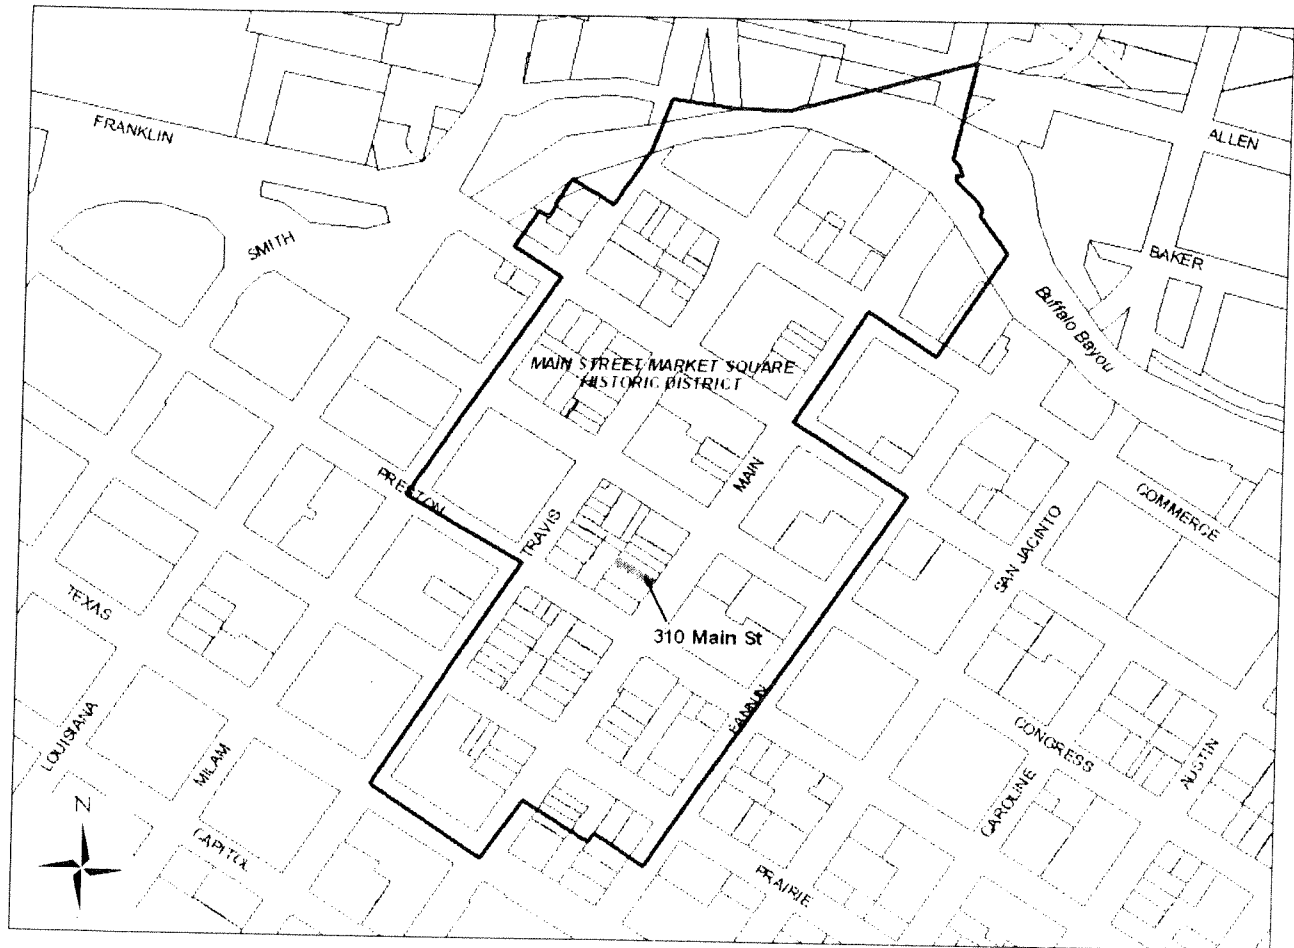 FRANKLIN
ALLEN
SMITH
BAKER
Buffalo Bayou
MAIN STREET MARKET SQUARE
HISTORIC DISTRICT
PRESTON
MAIN
COMMERCE
TRAVIS
SAN JACINTO
TEXAS
310 Main St
FANNIN
LOUISIANA
MILAM
CONGRESS
AUSTIN
CAROLINE
N
CAPITOL
PRAIRIE